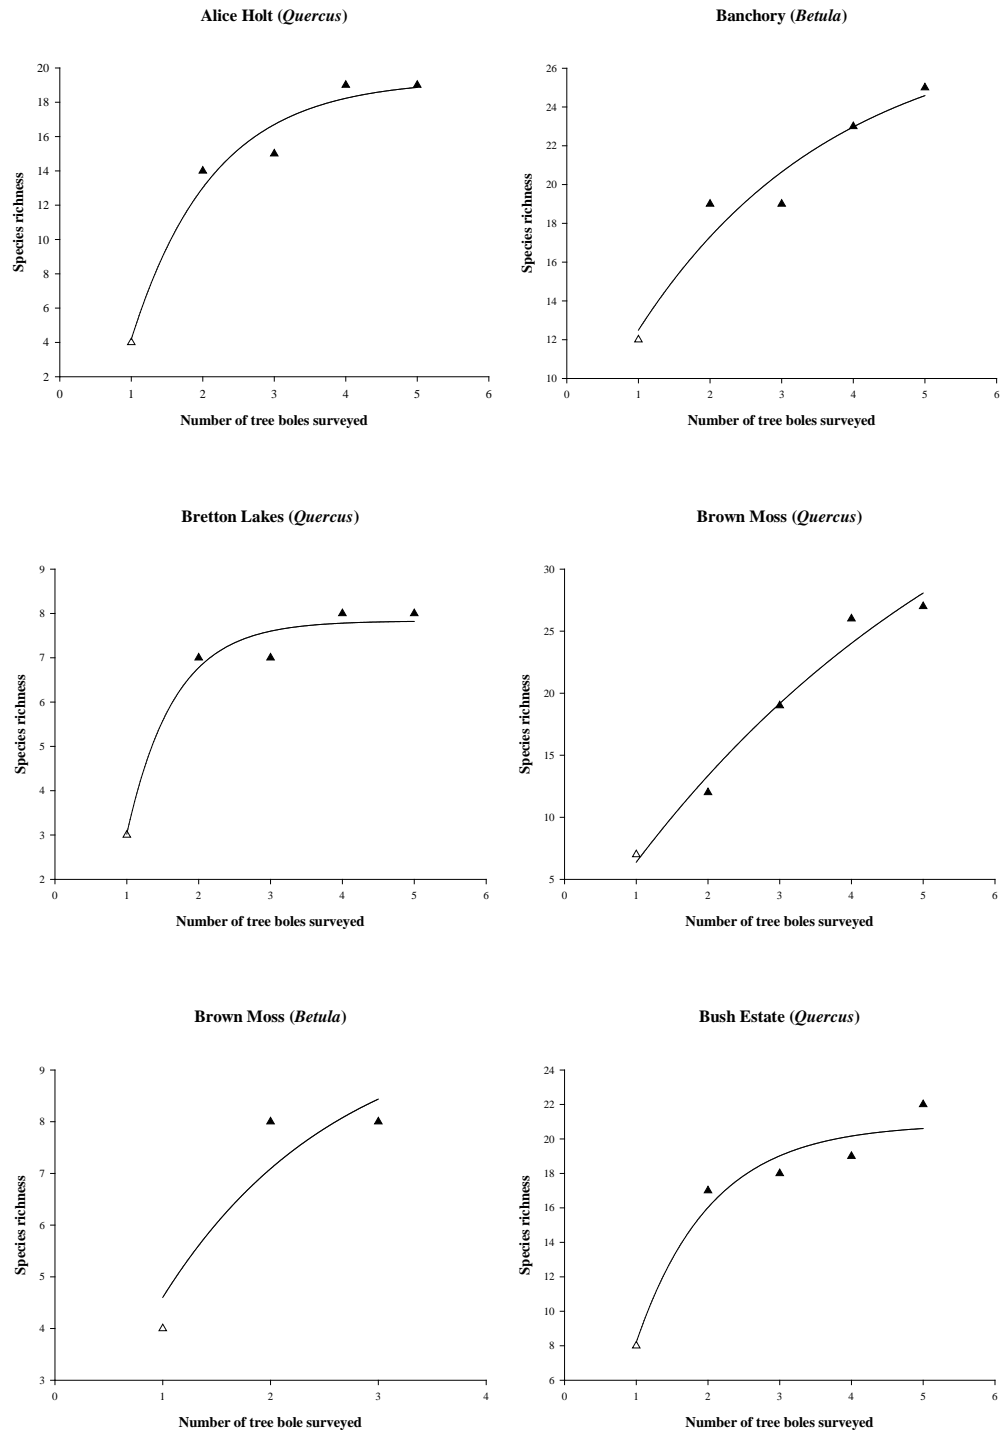 Alice Holt (Quercus)
20
18
16
14
12
10
8
6
4
2
Species richness
0 1 2 3 4 5 6
Number of tree boles surveyed
Banchory (Betula)
26
24
22
20
18
16
14
12
10
Species richness
0 1 2 3 4 5 6
Number of tree boles surveyed
Bretton Lakes (Quercus)
9
8
7
6
5
4
3
2
Species richness
0 1 2 3 4 5 6
Number of tree boles surveyed
Brown Moss (Quercus)
30
25
20
15
10
5
Species richness
0 1 2 3 4 5 6
Number of tree boles surveyed
Brown Moss (Betula)
9
8
7
6
5
4
3
Species richness
0 1 2 3 4
Number of tree bole surveyed
Bush Estate (Quercus)
24
22
20
18
16
14
12
10
8
6
Species richness
0 1 2 3 4 5 6
Number of tree boles surveyed